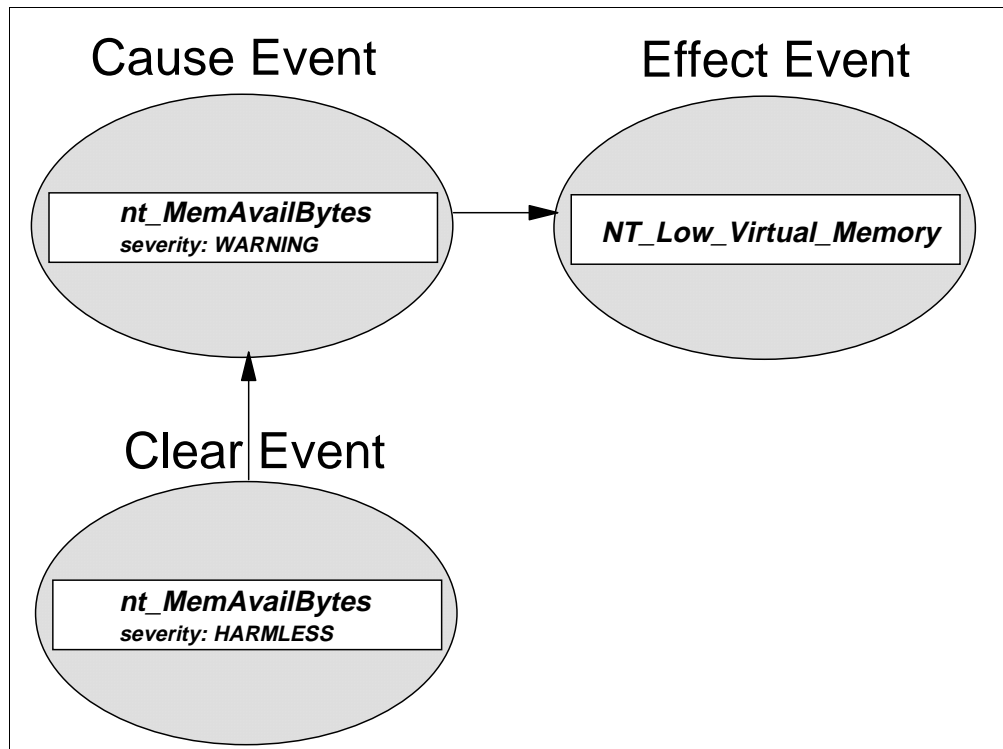 Cause Event
Effect Event
nt_MemAvailBytes
severity: WARNING
NT_Low_Virtual_Memory
Clear Event
nt_MemAvailBytes
severity: HARMLESS